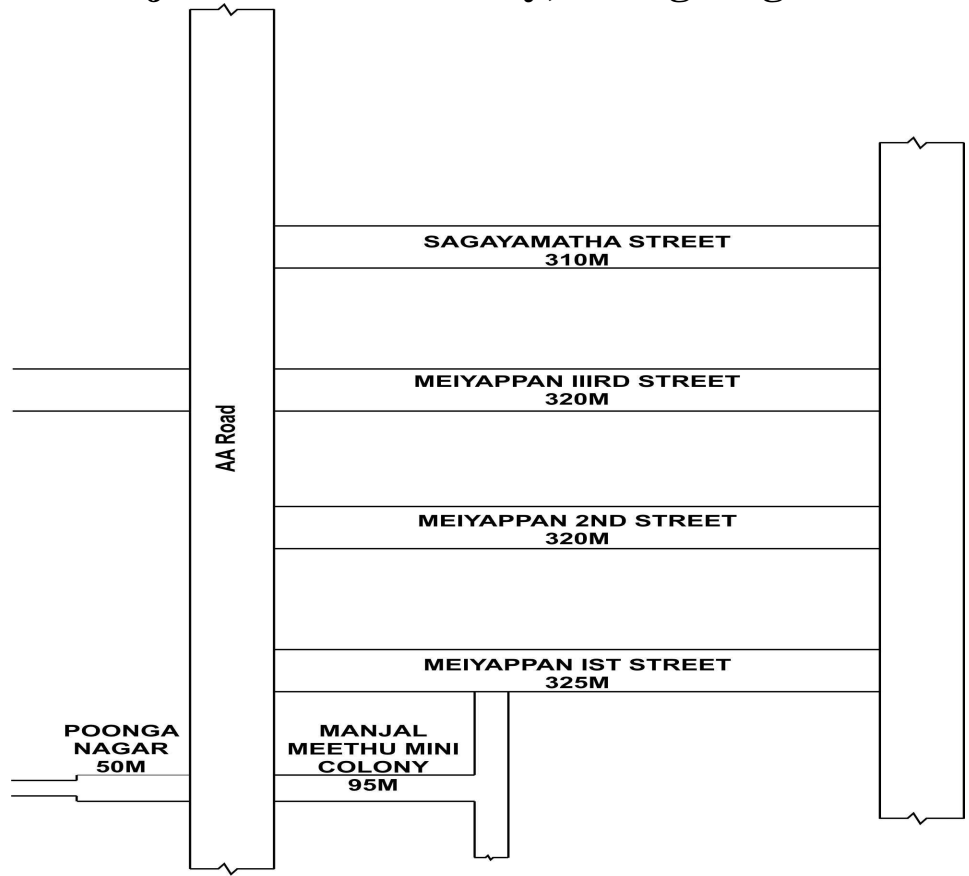 SAGAYAMATHA STREET
310M
MEIYAPPAN IIIRD STREET
320M
AA Road
MEIYAPPAN 2ND STREET
320M
MEIYAPPAN IST STREET
325M
POONGA
NAGAR
50M
MANJAL
MEETHU MINI
COLONY
95M